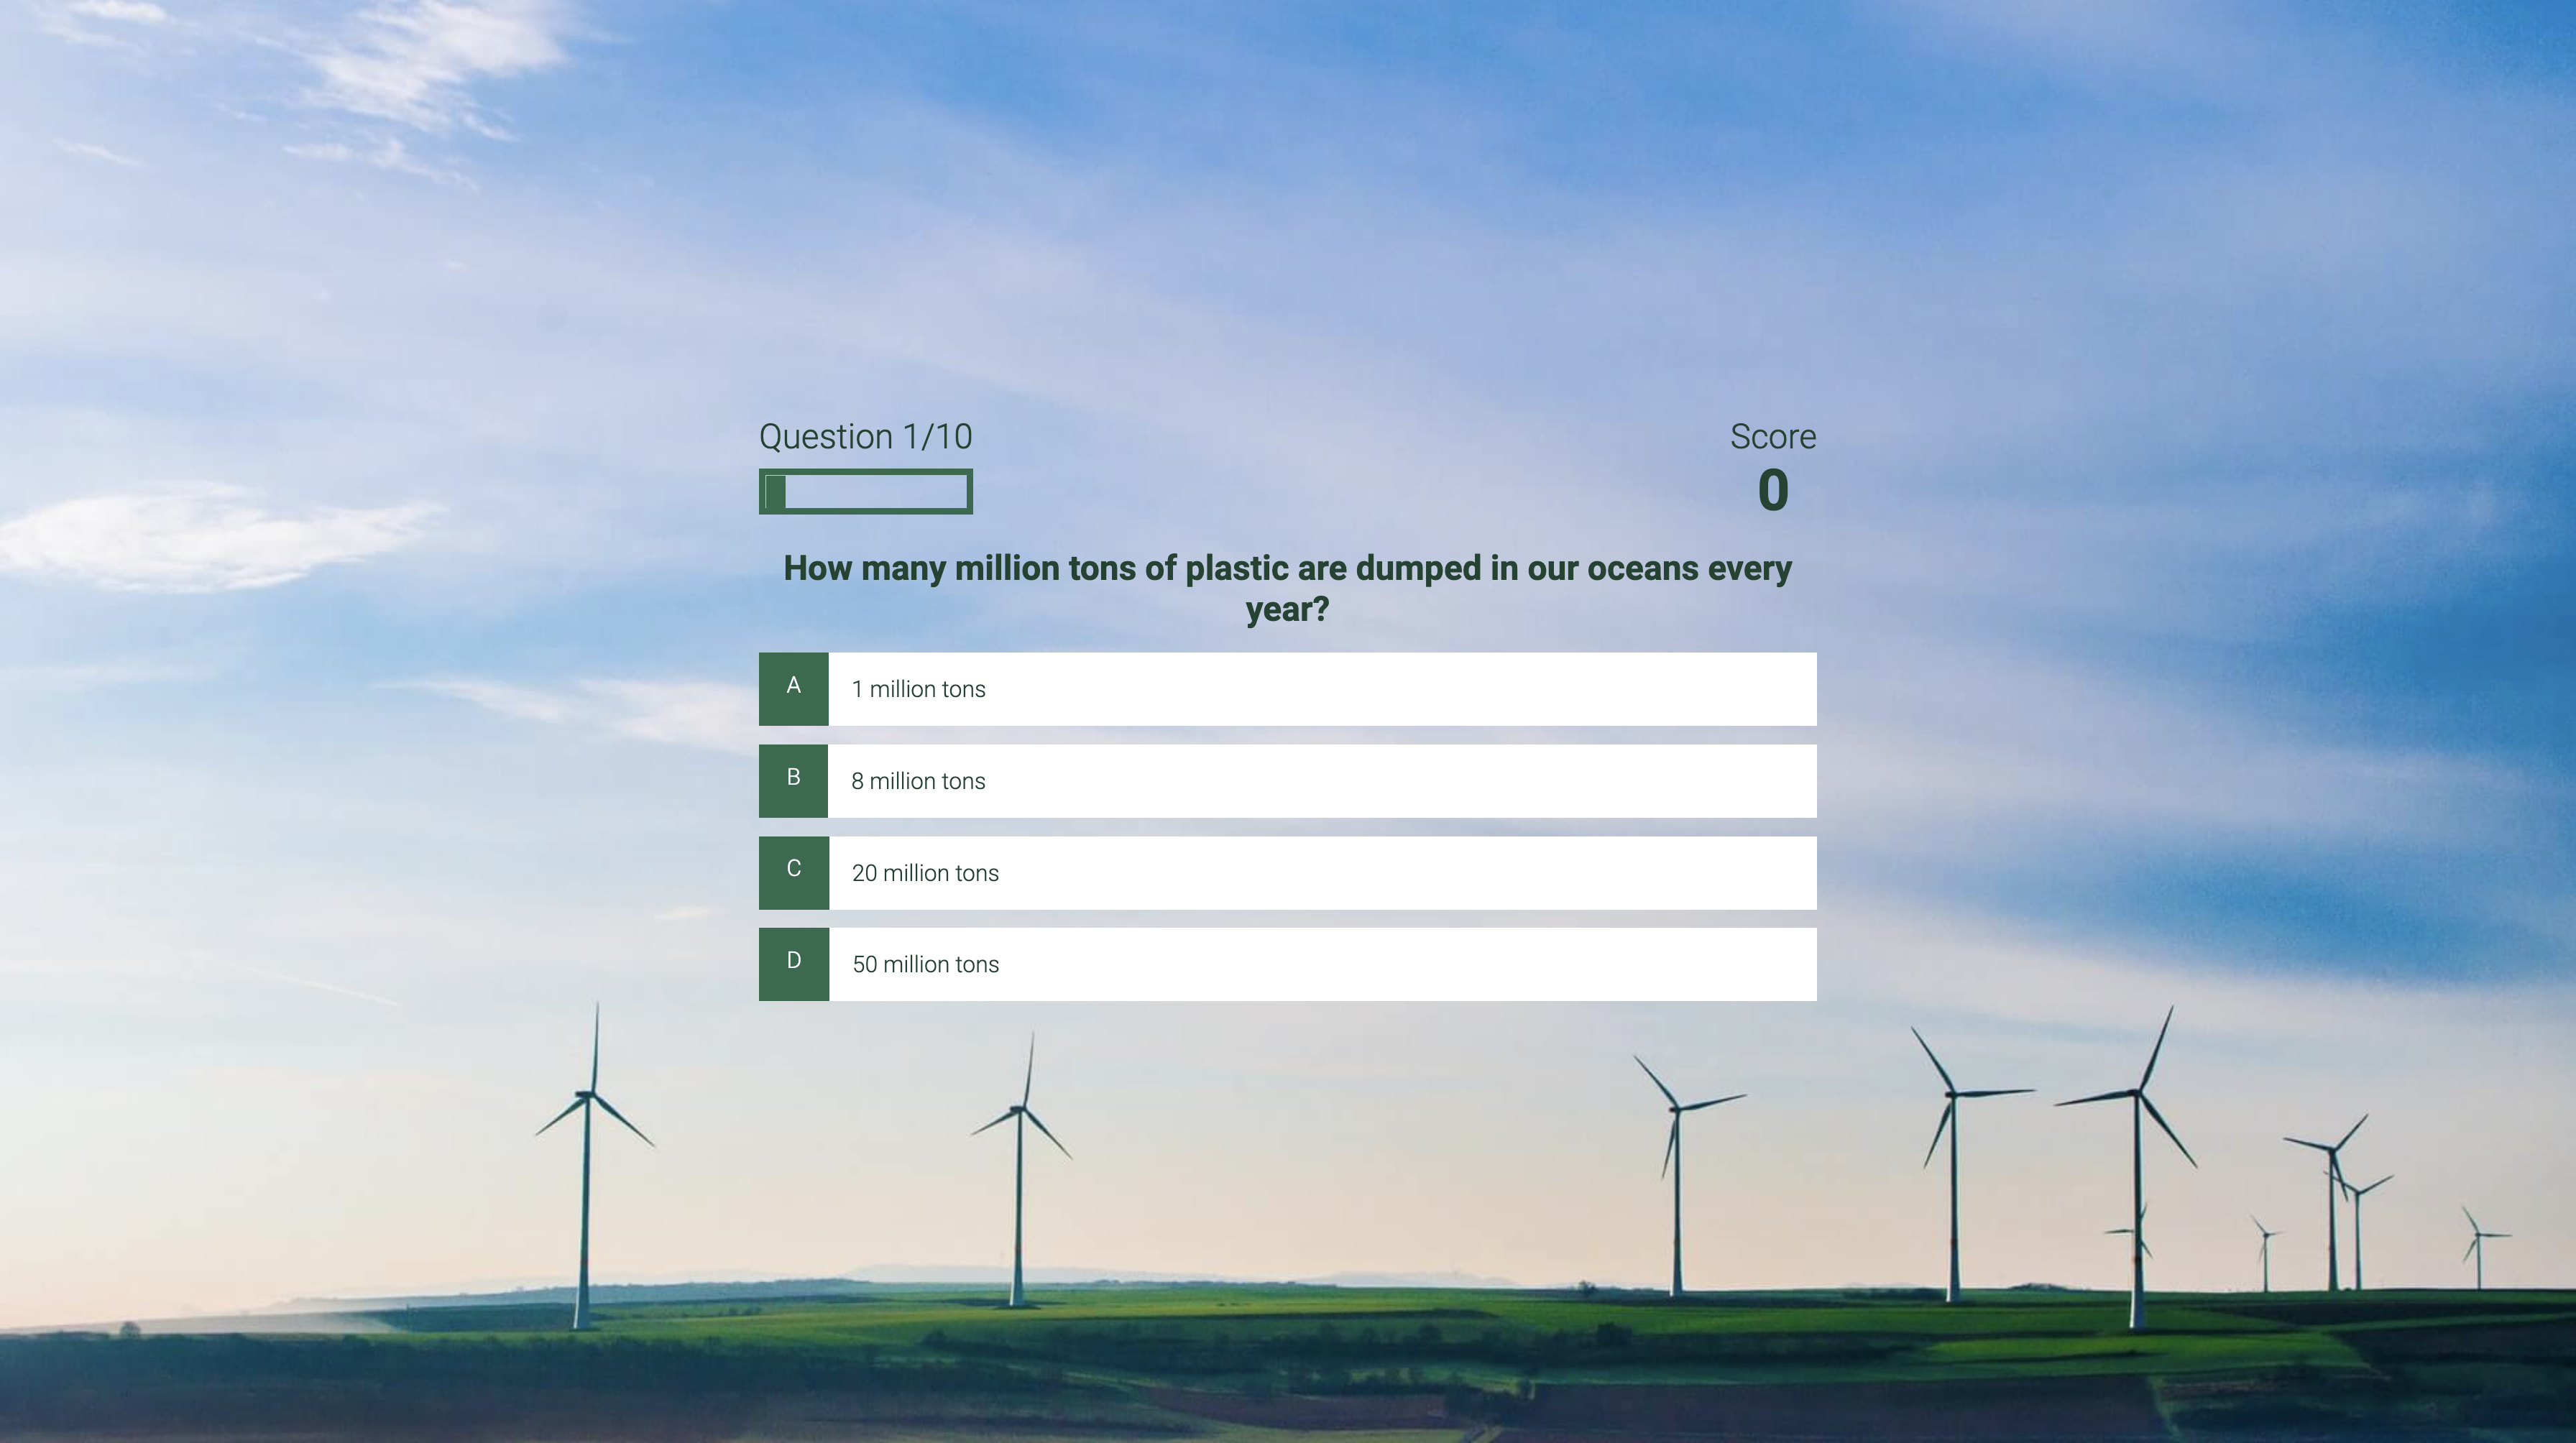 Question 1/10
Score
0
How many million tons of plastic are dumped in our oceans every
year?
A 1 million tons
B 8 million tons
C 20 million tons
D 50 million tons